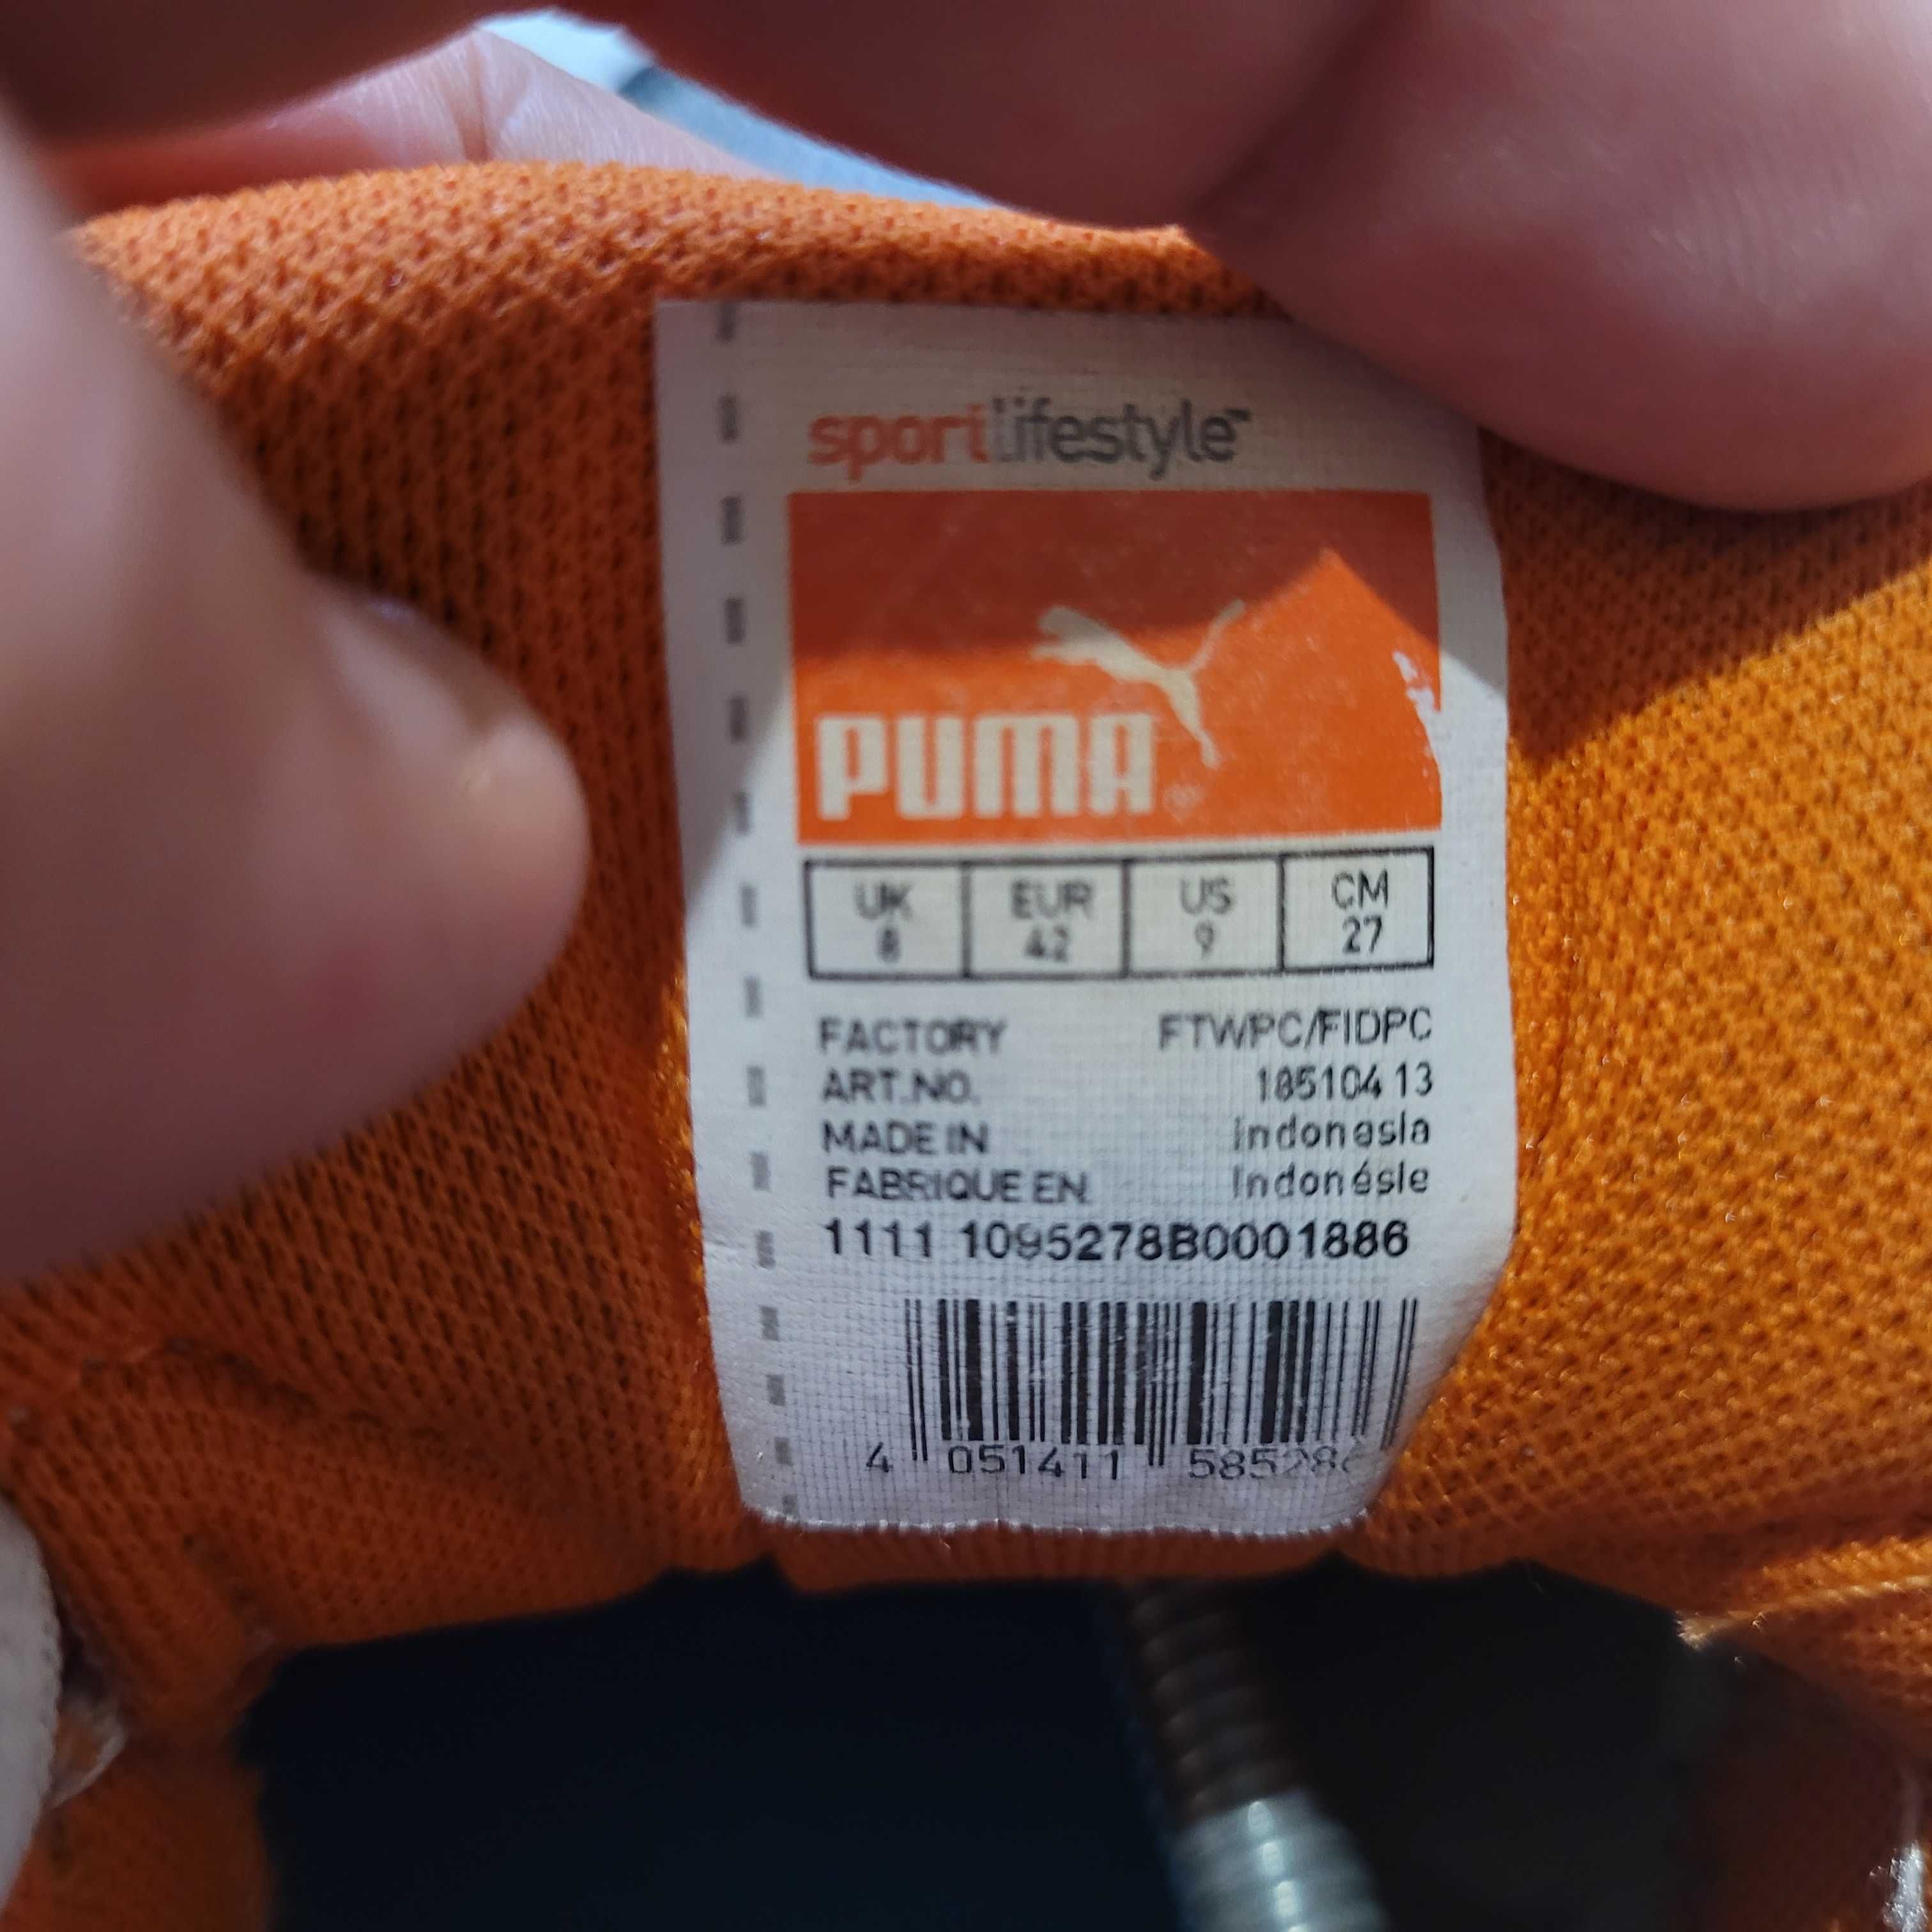 sportlifestyle™
PUMA®
UK EUR US CM
8 42 9 27
FACTORY FTWPC/FIDPC
ART.NO. 185104 13
MADE IN Indonesia
FABRIQUE EN Indonésie
1111 1095278B0001886
4 051411